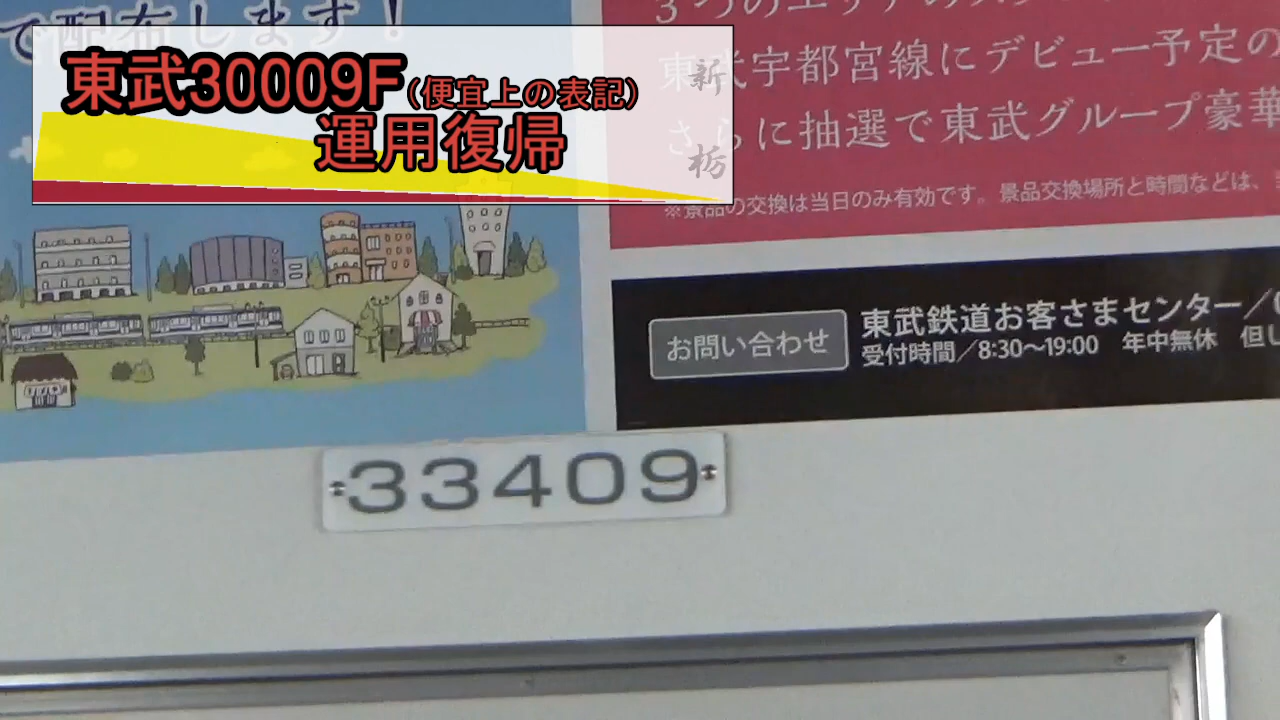 で配布します!
東武30009F(便宜上の表記)
運用復帰
新栃
東武宇都宮線にデビュー予定の
さらに抽選で東武グループ豪華
※景品の交換は当日のみ有効です。景品交換場所と時間などは、
お問い合わせ
東武鉄道お客さまセンター/
受付時間/8:30~19:00 年中無休 但し
33409